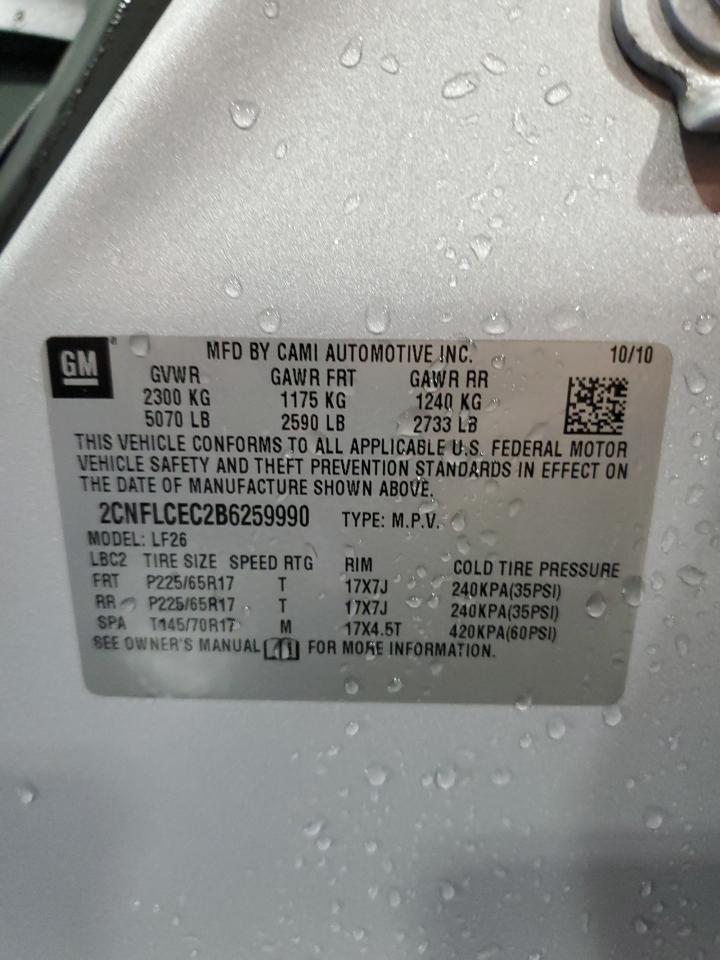 GM ®
MFD BY CAMI AUTOMOTIVE INC. 10/10
GVWR GAWR FRT GAWR RR
2300 KG 1175 KG 1240 KG
5070 LB 2590 LB 2733 LB
THIS VEHICLE CONFORMS TO ALL APPLICABLE U.S. FEDERAL MOTOR
VEHICLE SAFETY AND THEFT PREVENTION STANDARDS IN EFFECT ON
THE DATE OF MANUFACTURE SHOWN ABOVE.
2CNFLCEC2B6259990 TYPE: M.P.V.
MODEL: LF26
LBC2 TIRE SIZE SPEED RTG RIM COLD TIRE PRESSURE
FRT P225/65R17 T 17X7J 240KPA(35PSI)
RR P225/65R17 T 17X7J 240KPA(35PSI)
SPA T145/70R17 M 17X4.5T 420KPA(60PSI)
SEE OWNER'S MANUAL FOR MORE INFORMATION.